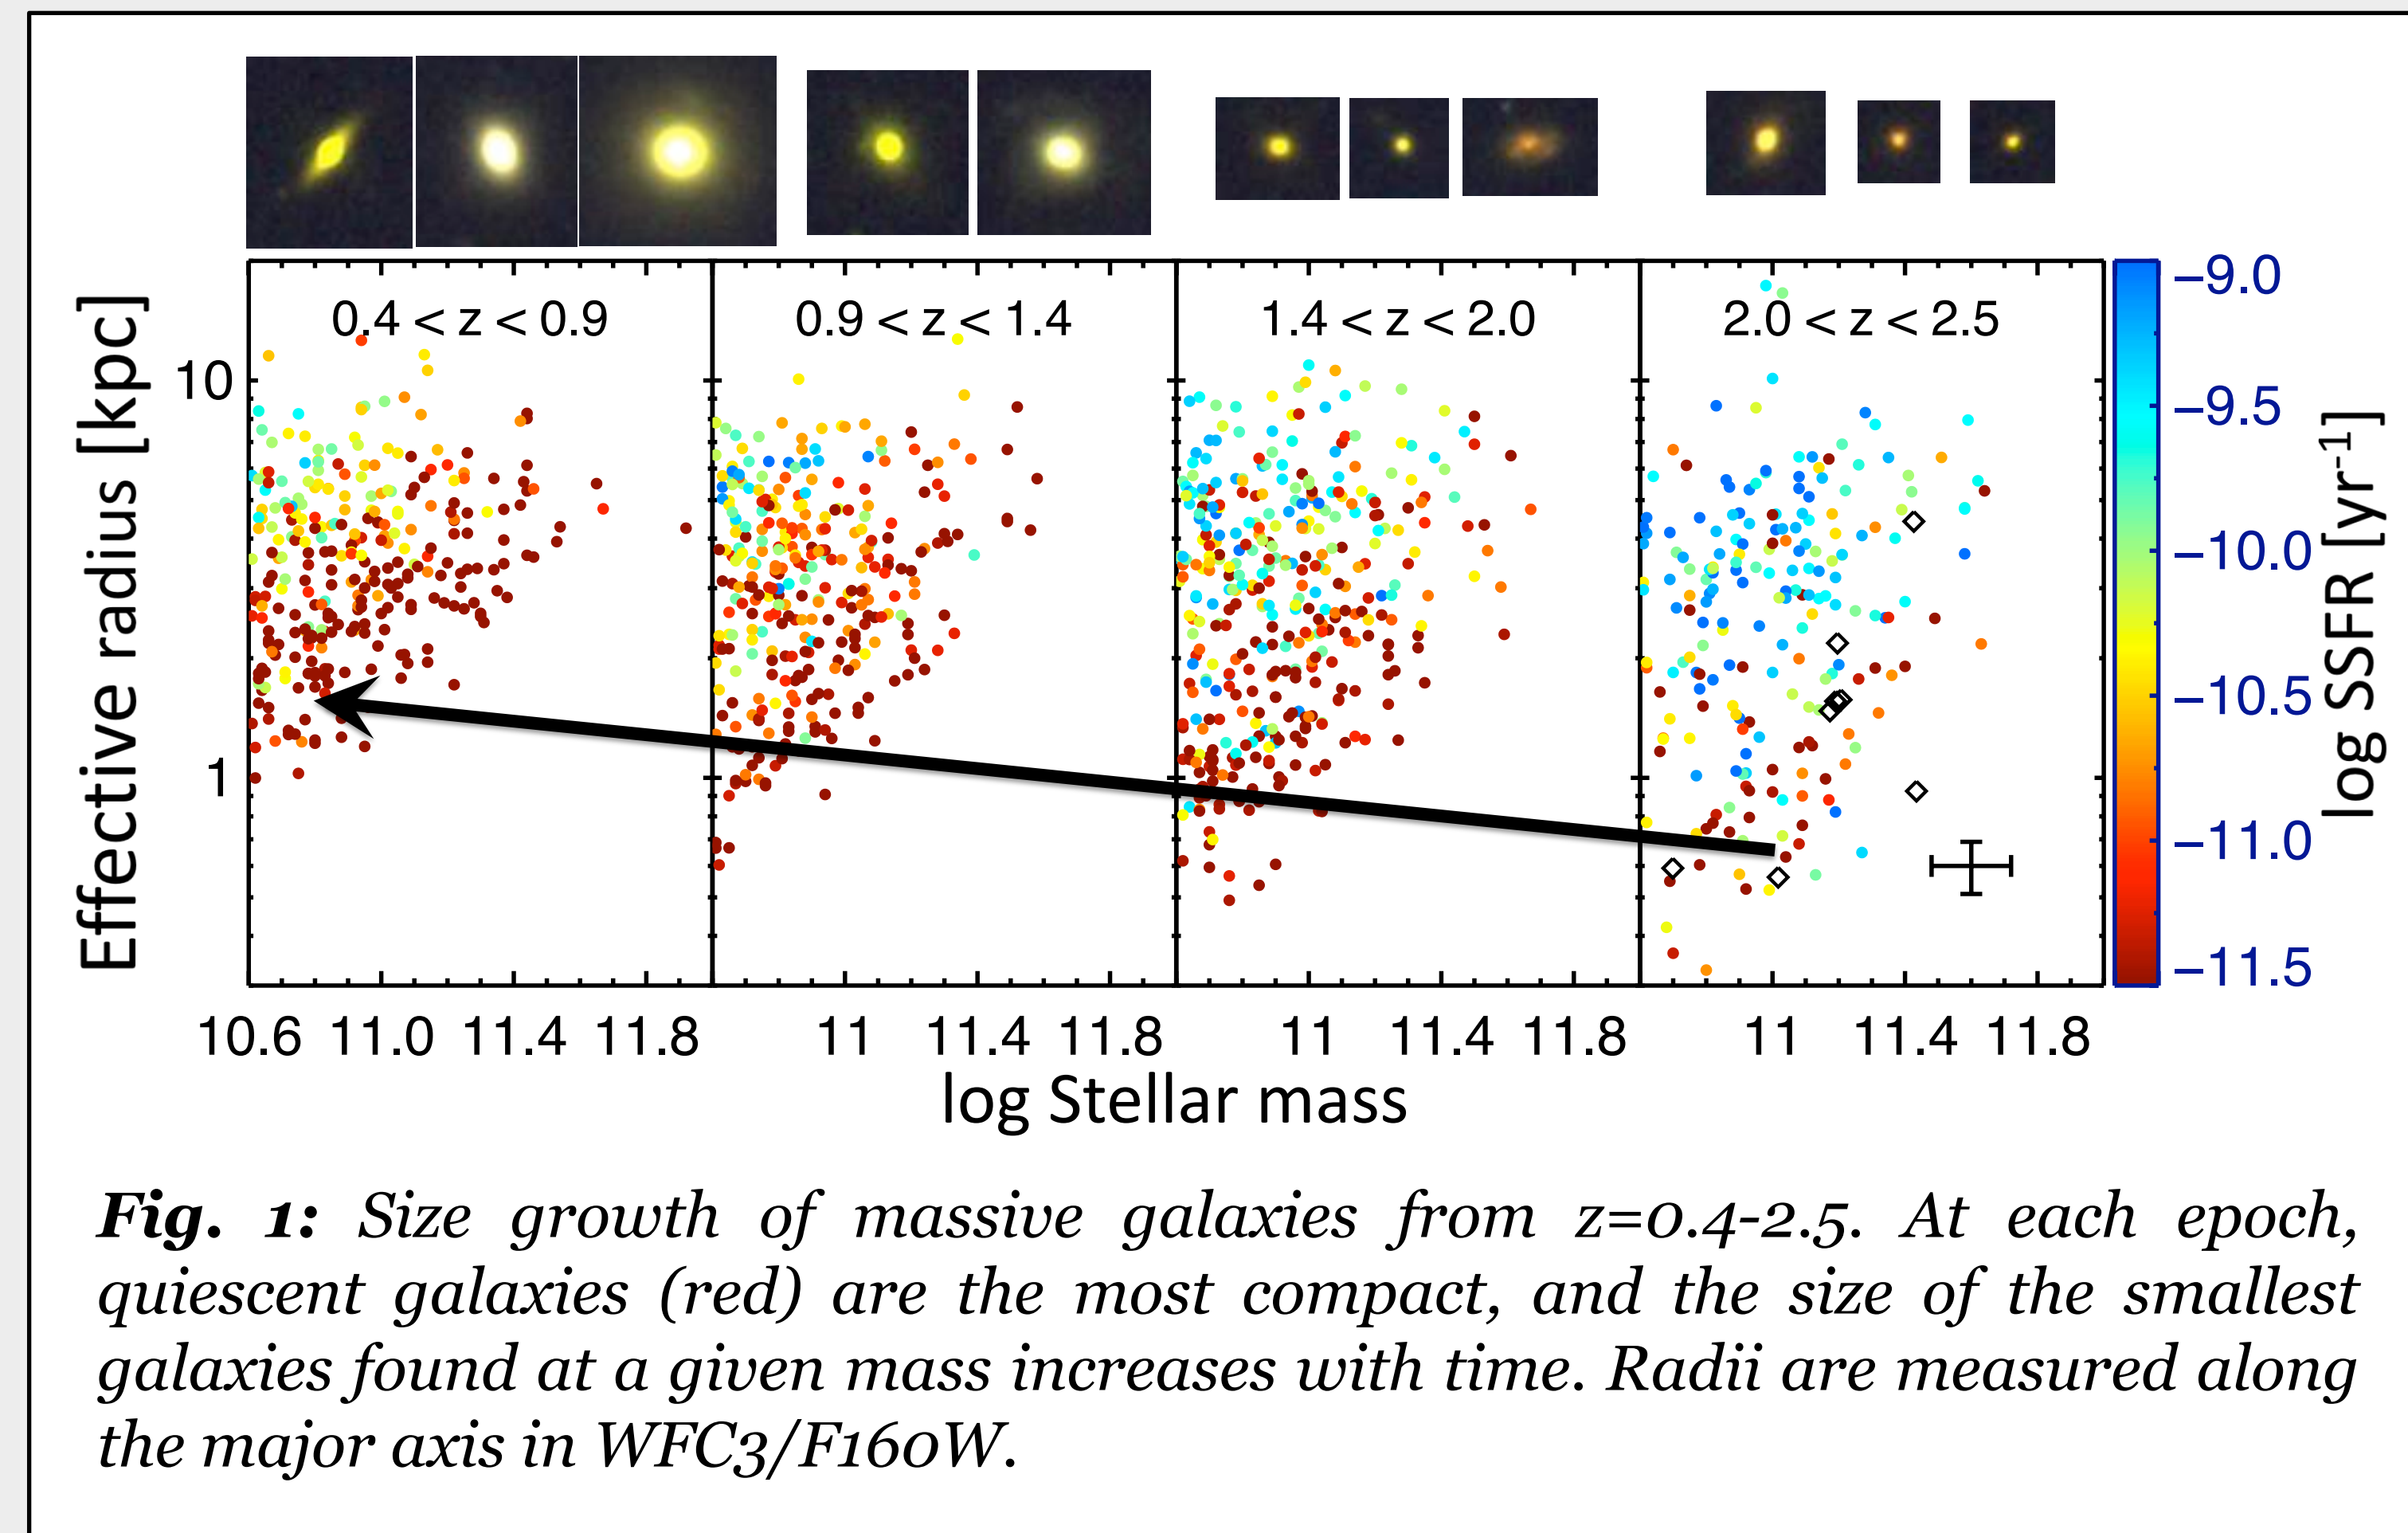 0.4 < z < 0.9
0.9 < z < 1.4
1.4 < z < 2.0
2.0 < z < 2.5
Effective radius [kpc]
10
1
10.6 11.0 11.4 11.8
11 11.4 11.8
11 11.4 11.8
11 11.4 11.8
log Stellar mass
−9.0
−9.5
−10.0
−10.5
−11.0
−11.5
log SSFR [yr⁻¹]
Fig. 1: Size growth of massive galaxies from z=0.4-2.5. At each epoch,
quiescent galaxies (red) are the most compact, and the size of the smallest
galaxies found at a given mass increases with time. Radii are measured along
the major axis in WFC3/F160W.